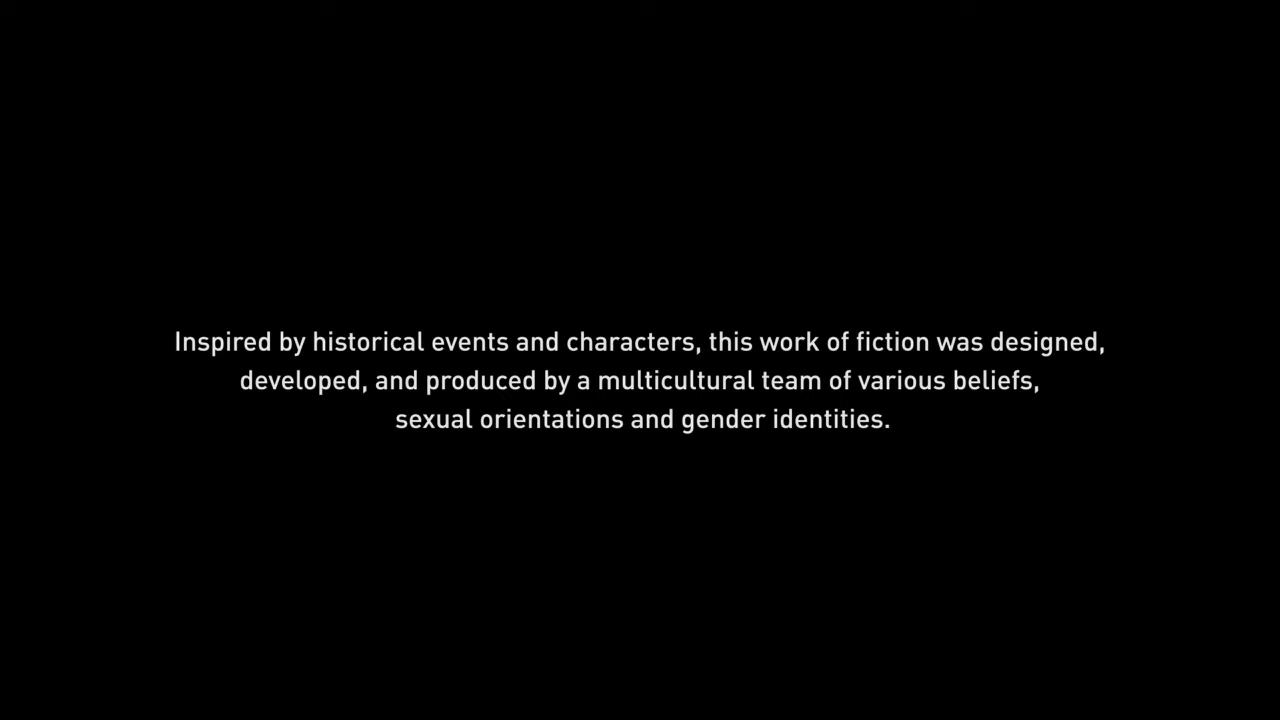 Inspired by historical events and characters, this work of fiction was designed,
developed, and produced by a multicultural team of various beliefs,
sexual orientations and gender identities.